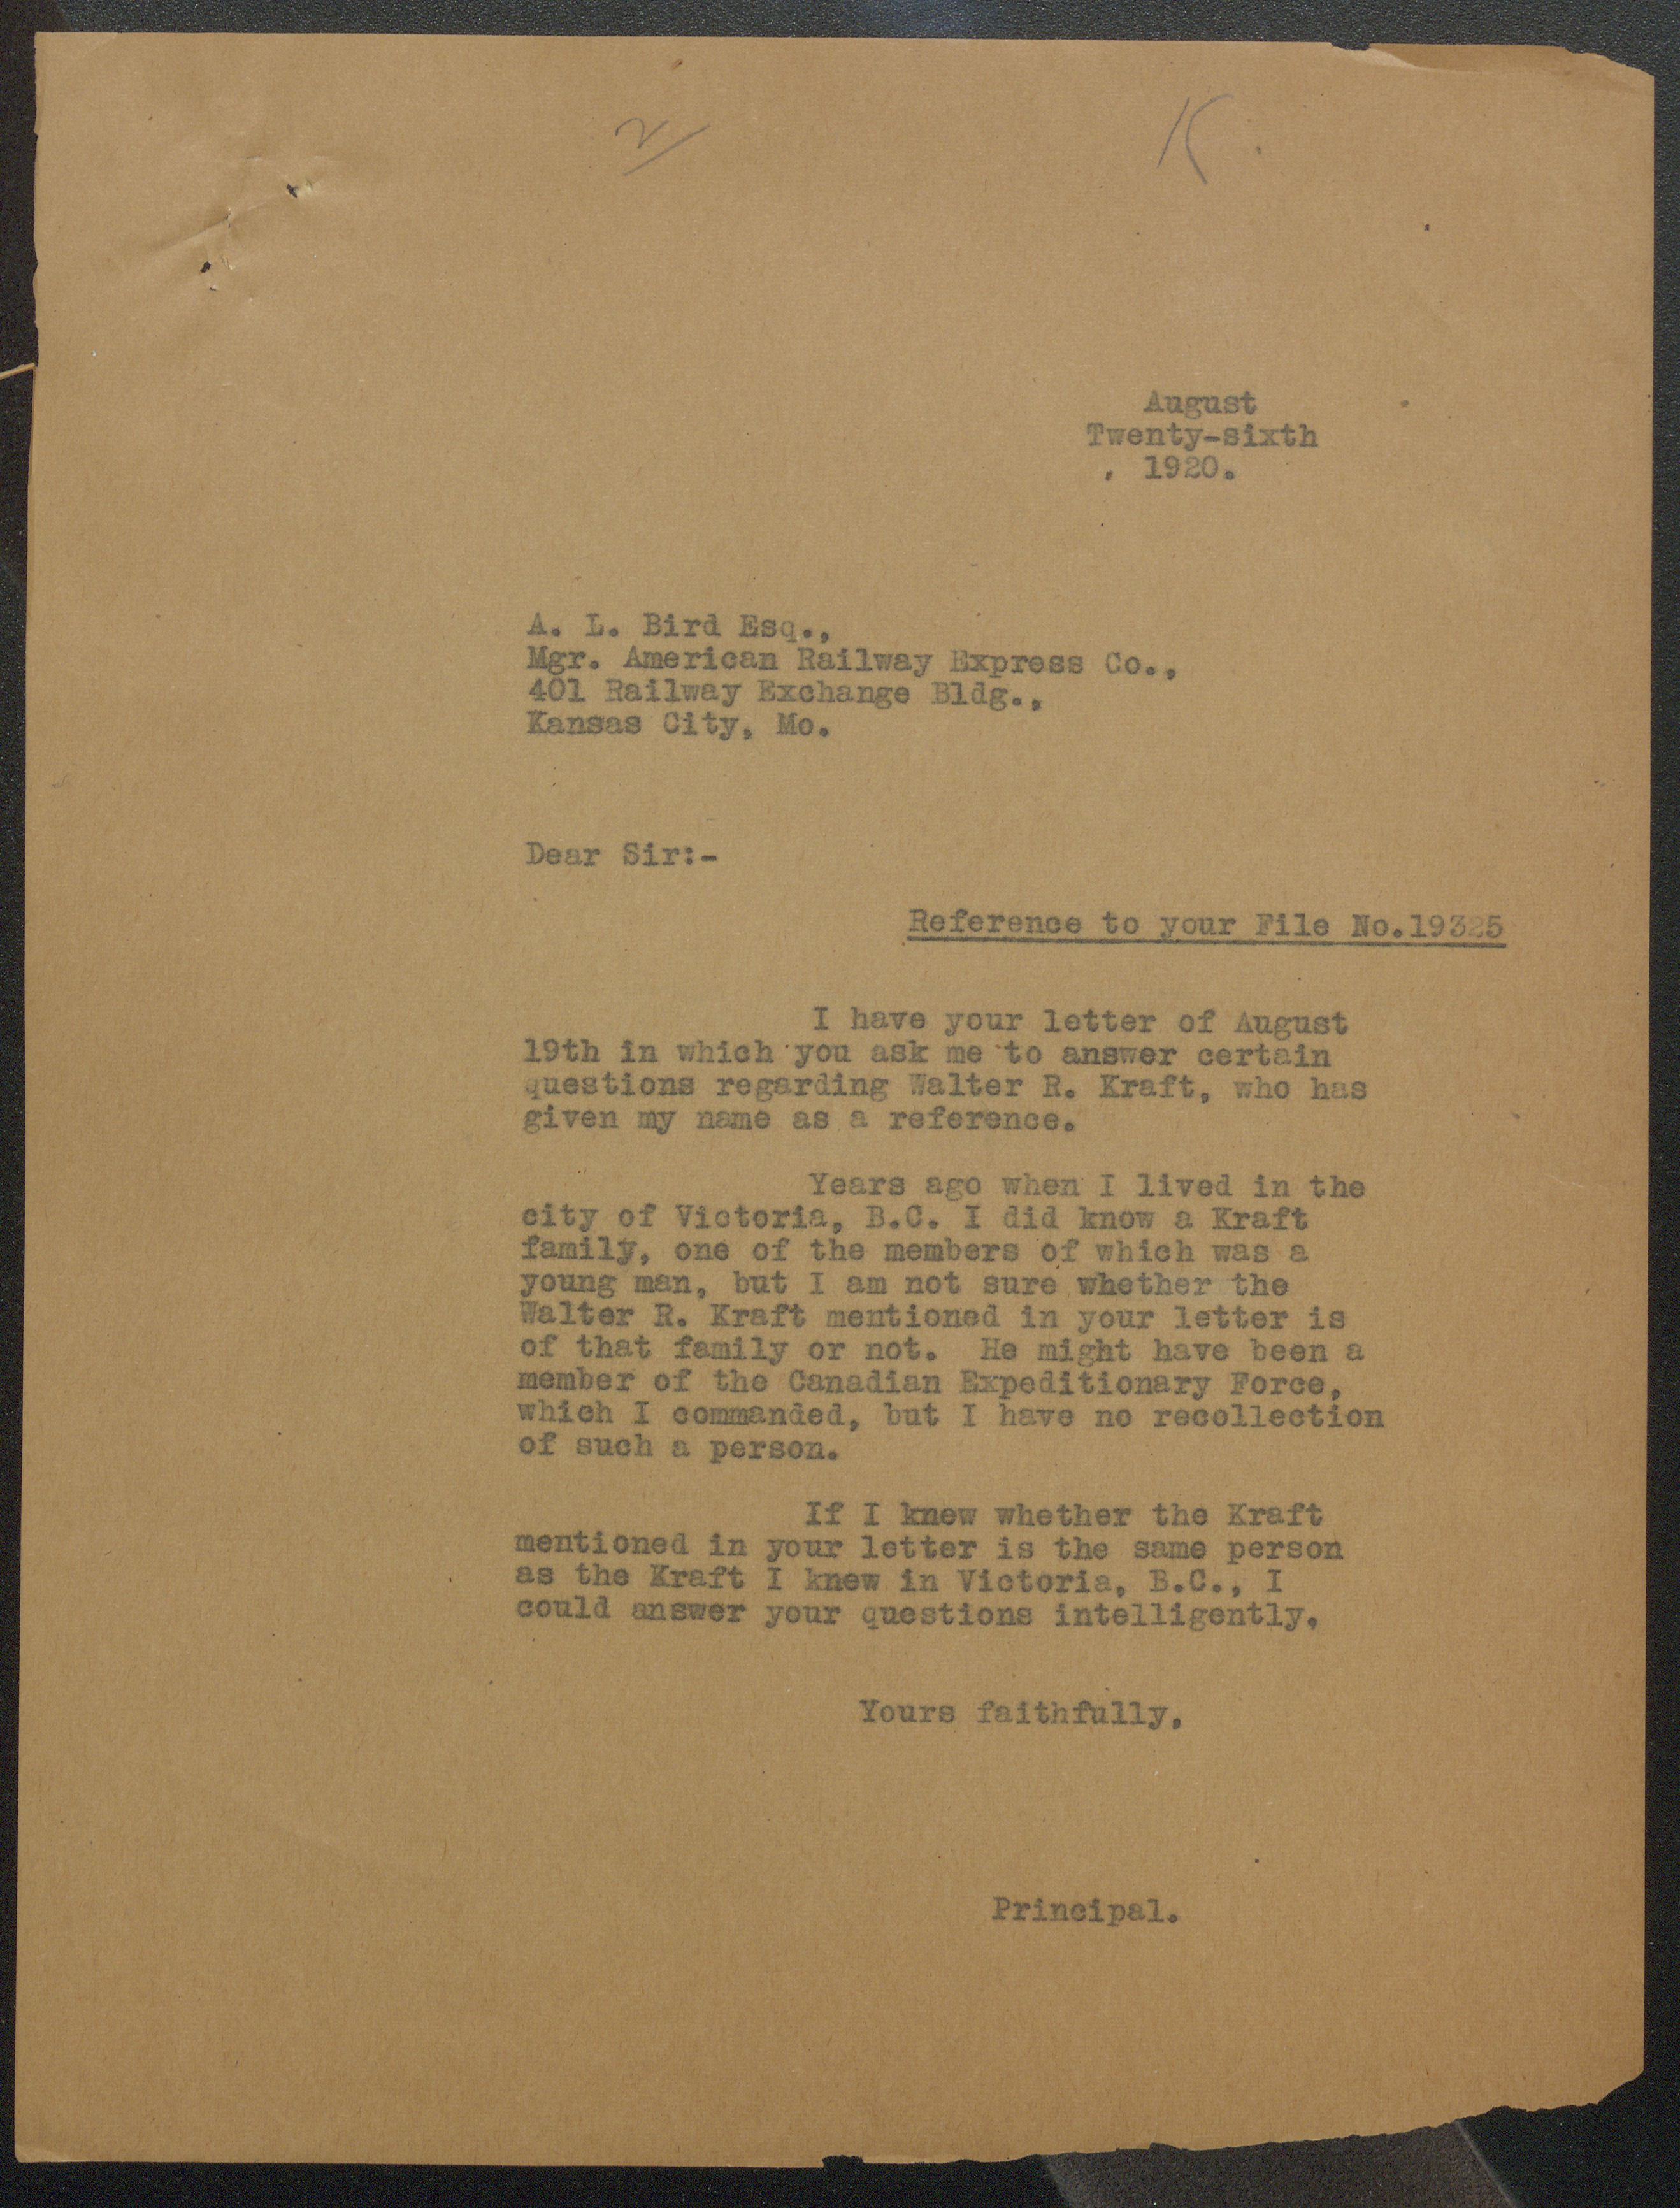 2/
K.
August
Twenty-sixth
, 1920.
A. L. Bird Esq.,
Mgr. American Railway Express Co.,
401 Railway Exchange Bldg.,
Kansas City, Mo.
Dear Sir:-
Reference to your File No.19325
I have your letter of August
19th in which you ask me to answer certain
questions regarding Walter R. Kraft, who has
given my name as a reference.
Years ago when I lived in the
city of Victoria, B.C. I did know a Kraft
family, one of the members of which was a
young man, but I am not sure whether the
Walter R. Kraft mentioned in your letter is
of that family or not. He might have been a
member of the Canadian Expeditionary Force,
which I commanded, but I have no recollection
of such a person.
If I knew whether the Kraft
mentioned in your letter is the same person
as the Kraft I knew in Victoria, B.C., I
could answer your questions intelligently,
Yours faithfully,
Principal.